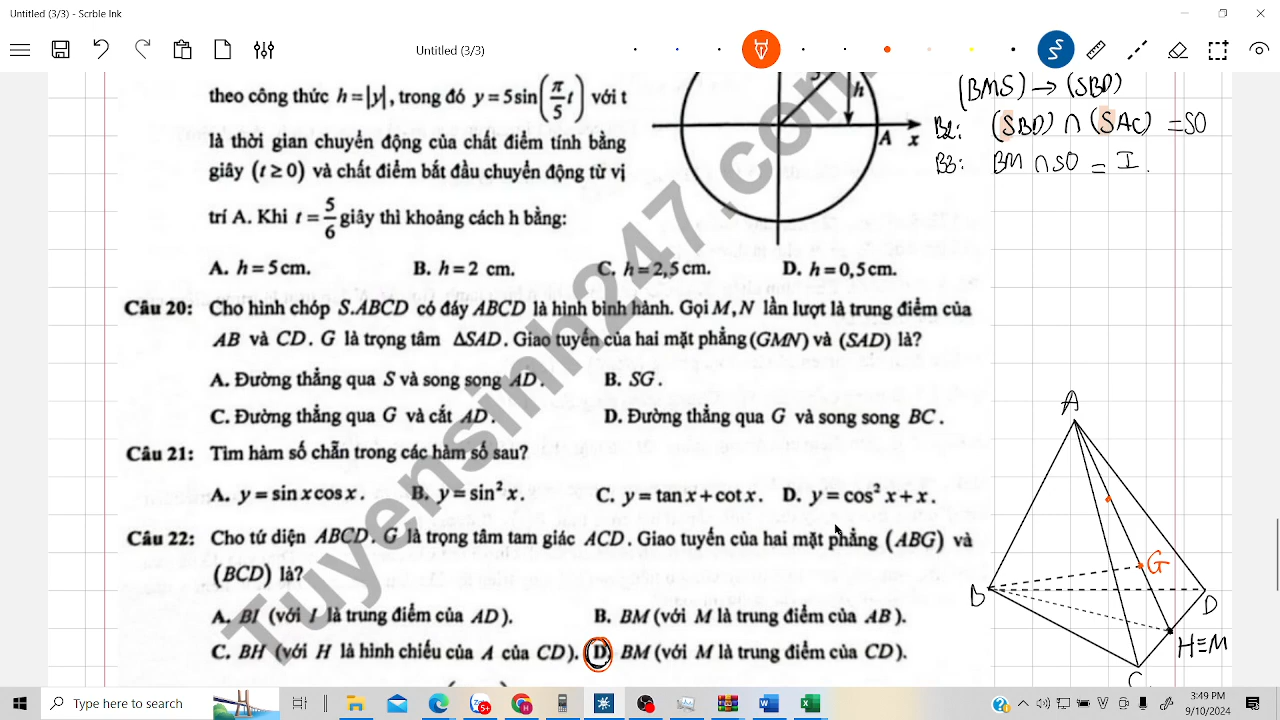 Untitled (3/3) - Scrble Ink
Untitled (3/3)
theo công thức h = |y|, trong đó y = 5sin(π/5 t) với t
là thời gian chuyển động của chất điểm tính bằng
giây (t ≥ 0) và chất điểm bắt đầu chuyển động từ vị
trí A. Khi t = 5/6 giây thì khoảng cách h bằng:
h
A x
A. h = 5 cm. B. h = 2 cm. C. h = 2,5 cm. D. h = 0,5 cm.
Câu 20: Cho hình chóp S.ABCD có đáy ABCD là hình bình hành. Gọi M, N lần lượt là trung điểm của
AB và CD. G là trọng tâm ΔSAD. Giao tuyến của hai mặt phẳng (GMN) và (SAD) là?
A. Đường thẳng qua S và song song AD. B. SG.
C. Đường thẳng qua G và cắt AD. D. Đường thẳng qua G và song song BC.
Câu 21: Tìm hàm số chẵn trong các hàm số sau?
A. y = sin x cos x. B. y = sin² x. C. y = tan x + cot x. D. y = cos² x + x.
Câu 22: Cho tứ diện ABCD. G là trọng tâm tam giác ACD. Giao tuyến của hai mặt phẳng (ABG) và
(BCD) là?
A. BI (với I là trung điểm của AD). B. BM (với M là trung điểm của AB).
C. BH (với H là hình chiếu của A của CD). D. BM (với M là trung điểm của CD).
Tuyensinh247.com
(BMS) → (SBD)
B2: (SBD) ∩ (SAC) = SO
B3: BM ∩ SO = I.
A
G
B
D
H≡M
C
Type here to search
3:49 PM
9/10/2024